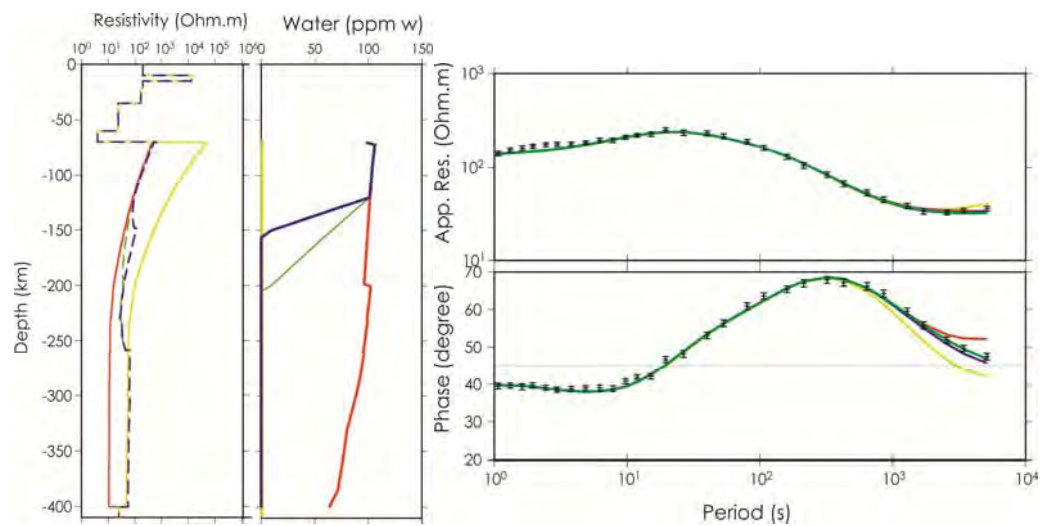 Resistivity (Ohm.m)
10⁰ 10¹ 10² 10³ 10⁴ 10⁵ 10⁶
Water (ppm w)
0 50 100 150
Depth (km)
0
-50
-100
-150
-200
-250
-300
-350
-400
App. Res. (Ohm.m)
10³
10²
10¹
Phase (degree)
70
60
50
40
30
20
10⁰ 10¹ 10² 10³ 10⁴
Period (s)